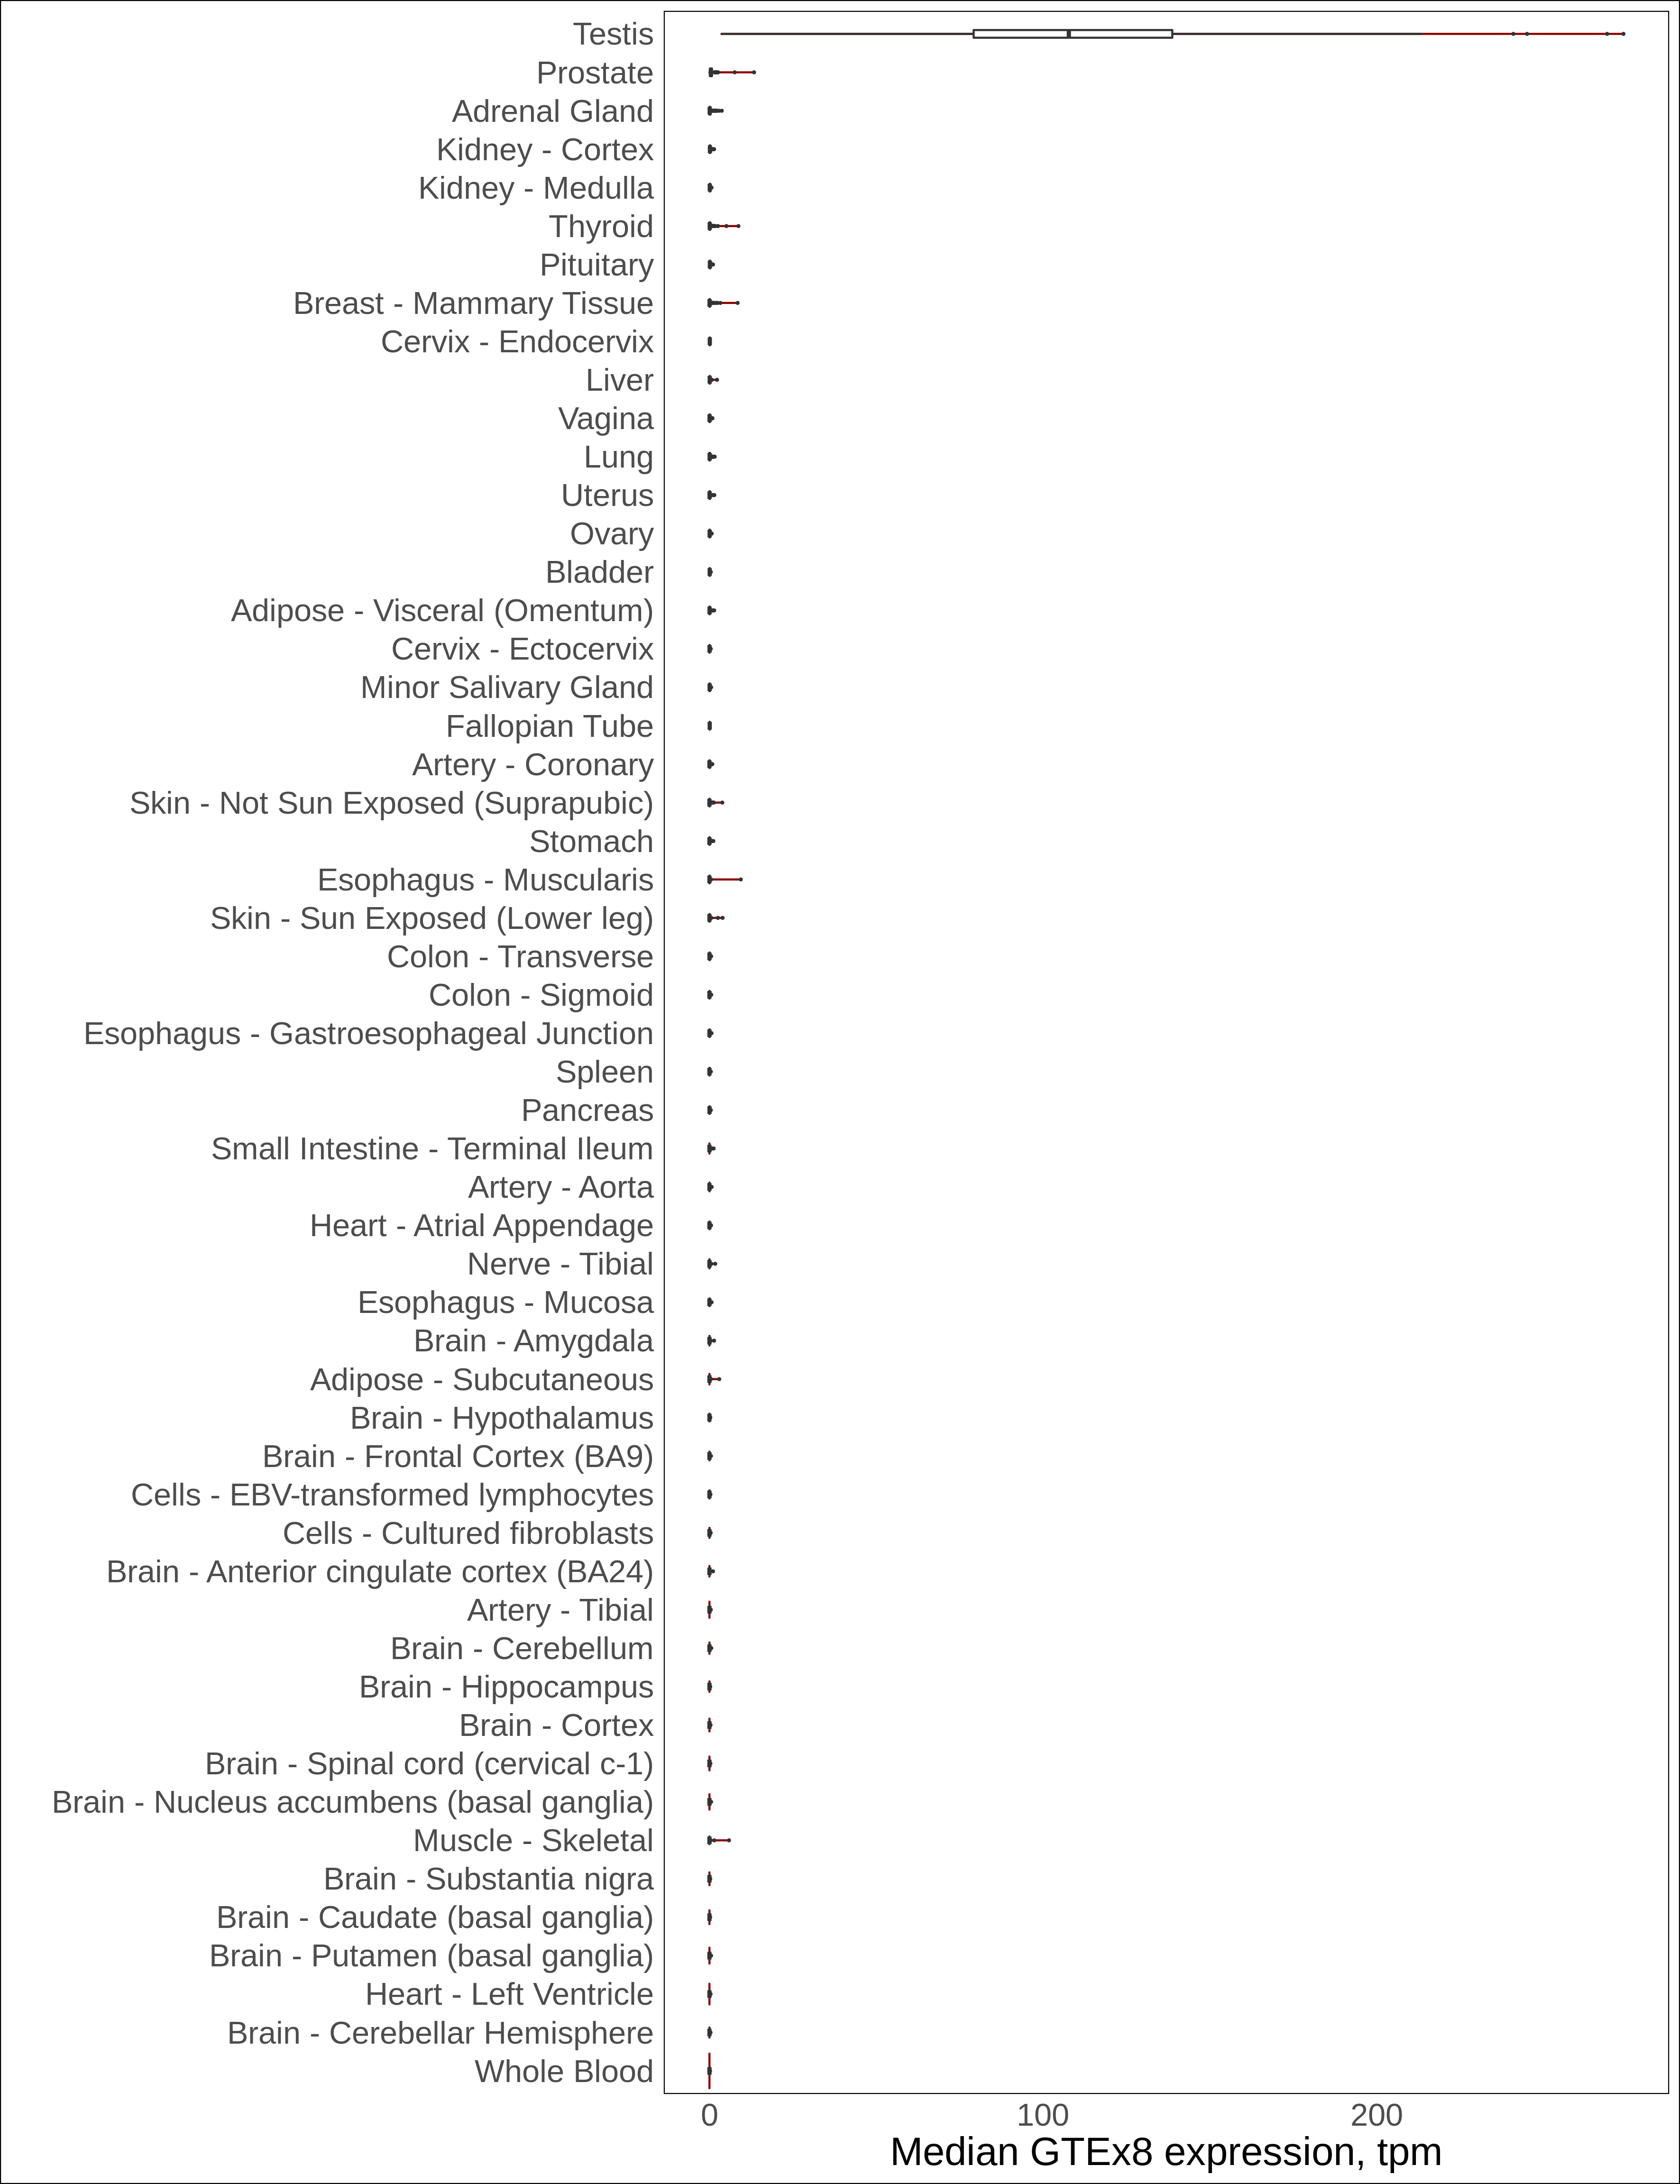 Testis
Prostate
Adrenal Gland
Kidney - Cortex
Kidney - Medulla
Thyroid
Pituitary
Breast - Mammary Tissue
Cervix - Endocervix
Liver
Vagina
Lung
Uterus
Ovary
Bladder
Adipose - Visceral (Omentum)
Cervix - Ectocervix
Minor Salivary Gland
Fallopian Tube
Artery - Coronary
Skin - Not Sun Exposed (Suprapubic)
Stomach
Esophagus - Muscularis
Skin - Sun Exposed (Lower leg)
Colon - Transverse
Colon - Sigmoid
Esophagus - Gastroesophageal Junction
Spleen
Pancreas
Small Intestine - Terminal Ileum
Artery - Aorta
Heart - Atrial Appendage
Nerve - Tibial
Esophagus - Mucosa
Brain - Amygdala
Adipose - Subcutaneous
Brain - Hypothalamus
Brain - Frontal Cortex (BA9)
Cells - EBV-transformed lymphocytes
Cells - Cultured fibroblasts
Brain - Anterior cingulate cortex (BA24)
Artery - Tibial
Brain - Cerebellum
Brain - Hippocampus
Brain - Cortex
Brain - Spinal cord (cervical c-1)
Brain - Nucleus accumbens (basal ganglia)
Muscle - Skeletal
Brain - Substantia nigra
Brain - Caudate (basal ganglia)
Brain - Putamen (basal ganglia)
Heart - Left Ventricle
Brain - Cerebellar Hemisphere
Whole Blood
0 100 200
Median GTEx8 expression, tpm